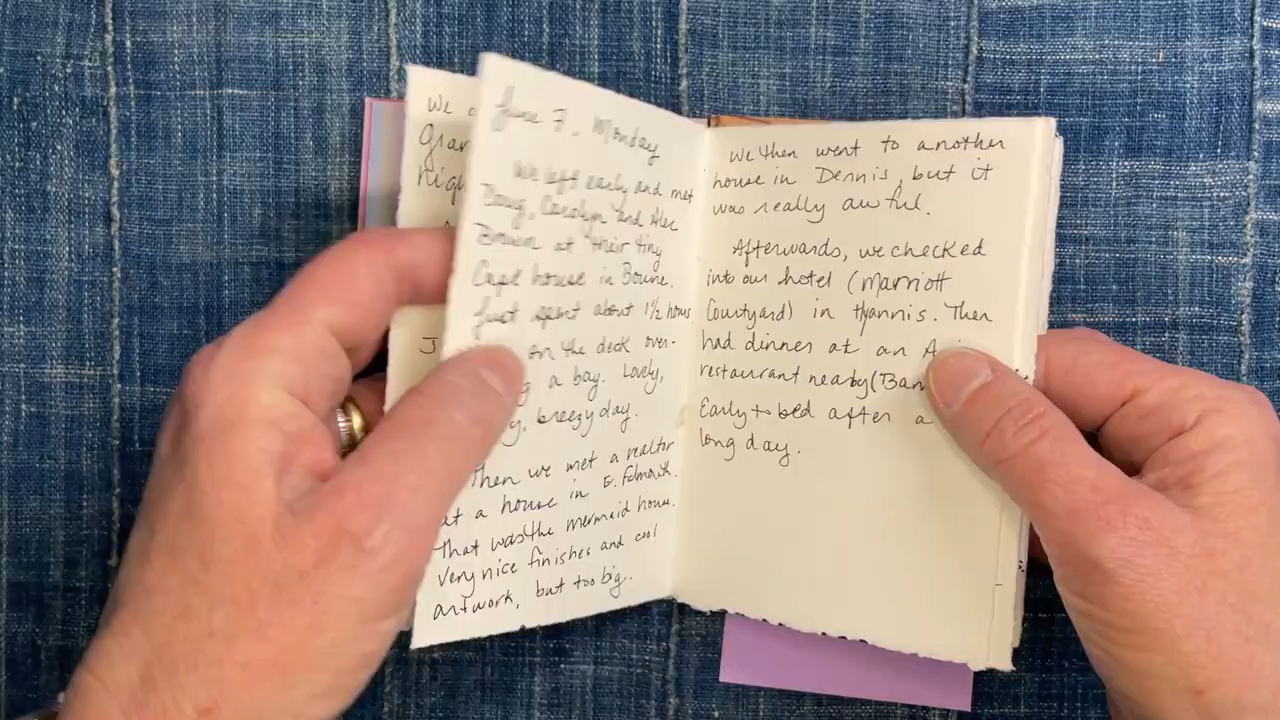 We
Gran
nig
J
June 7. Monday
We left early and met
Doug, Carolyn and Alec
Brown at their tiny
Cape house in Bourne.
Just spent about 1½ hours
on the deck over-
g a bay. Lovely,
y, breezy day.
Then we met a realtor
at a house in E. Falmouth.
That was the mermaid house.
Very nice finishes and cool
artwork, but too big.
We then went to another
house in Dennis, but it
was really awful.
Afterwards, we checked
into our hotel (Marriott
Courtyard) in Hyannis. Then
had dinner at an A
restaurant nearby (Ban
Early to bed after a
long day.